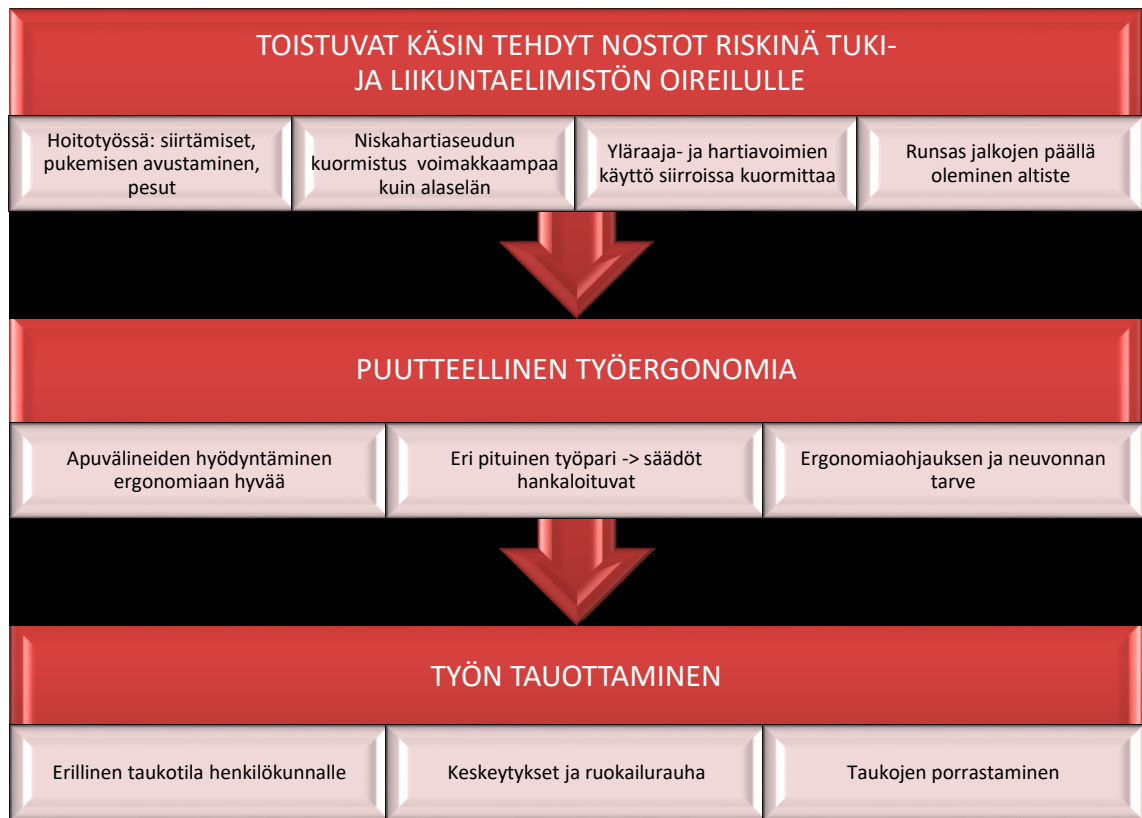 TOISTUVAT KÄSIN TEHDYT NOSTOT RISKINÄ TUKI-
JA LIIKUNTAELIMISTÖN OIREILULLE
Hoitotyössä: siirtämiset,
pukemisen avustaminen,
pesut
Niskahartiaseudun
kuormistus voimakkaampaa
kuin alaselän
Yläraaja- ja hartiavoimien
käyttö siirroissa kuormittaa
Runsas jalkojen päällä
oleminen altiste
PUUTTEELLINEN TYÖERGONOMIA
Apuvälineiden hyödyntäminen
ergonomiaan hyvää
Eri pituinen työpari -> säädöt
hankaloituvat
Ergonomiaohjauksen ja neuvonnan
tarve
TYÖN TAUOTTAMINEN
Erillinen taukotila henkilökunnalle
Keskeytykset ja ruokailurauha
Taukojen porrastaminen